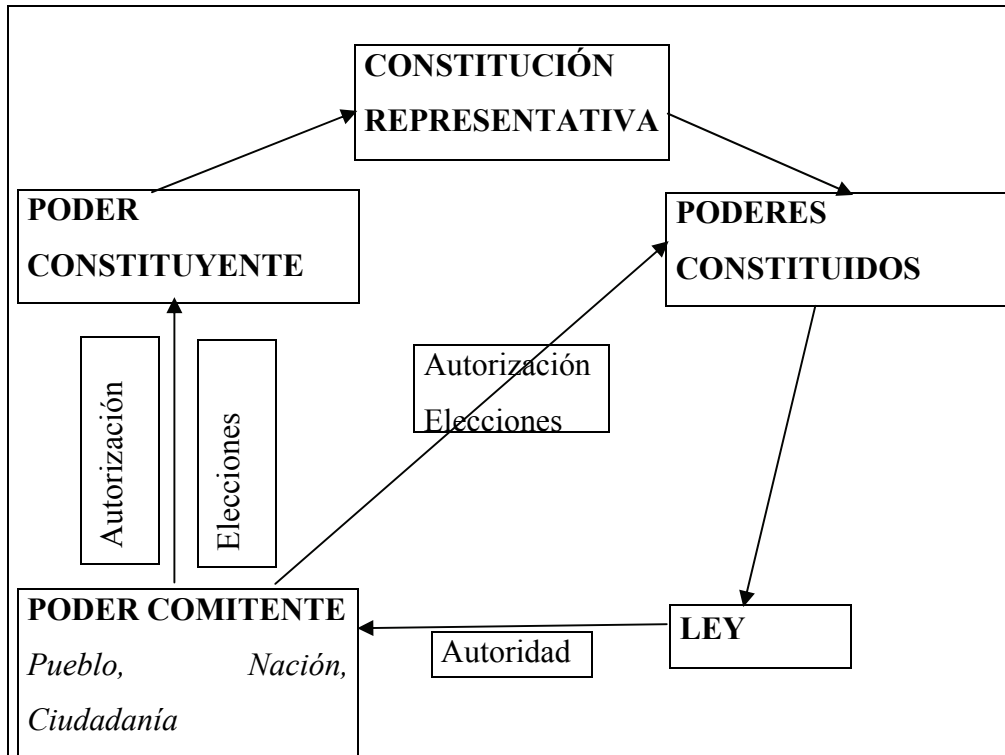 CONSTITUCIÓN
REPRESENTATIVA
PODER
CONSTITUYENTE
PODERES
CONSTITUIDOS
Autorización
Elecciones
Autorización
Elecciones
PODER COMITENTE
Pueblo, Nación,
Ciudadanía
Autoridad
LEY